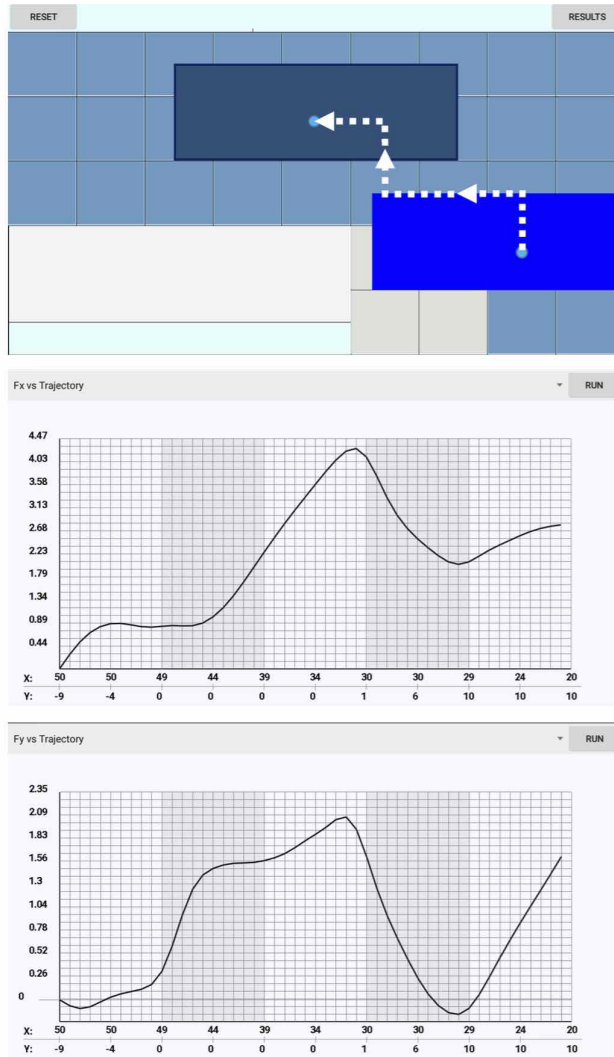 RESET RESULTS
Fx vs Trajectory RUN
4.47
4.03
3.58
3.13
2.68
2.23
1.79
1.34
0.89
0.44
X: 50 50 49 44 39 34 30 30 29 24 20
Y: -9 -4 0 0 0 0 1 6 10 10 10
Fy vs Trajectory RUN
2.35
2.09
1.83
1.56
1.3
1.04
0.78
0.52
0.26
0
X: 50 50 49 44 39 34 30 30 29 24 20
Y: -9 -4 0 0 0 0 1 6 10 10 10